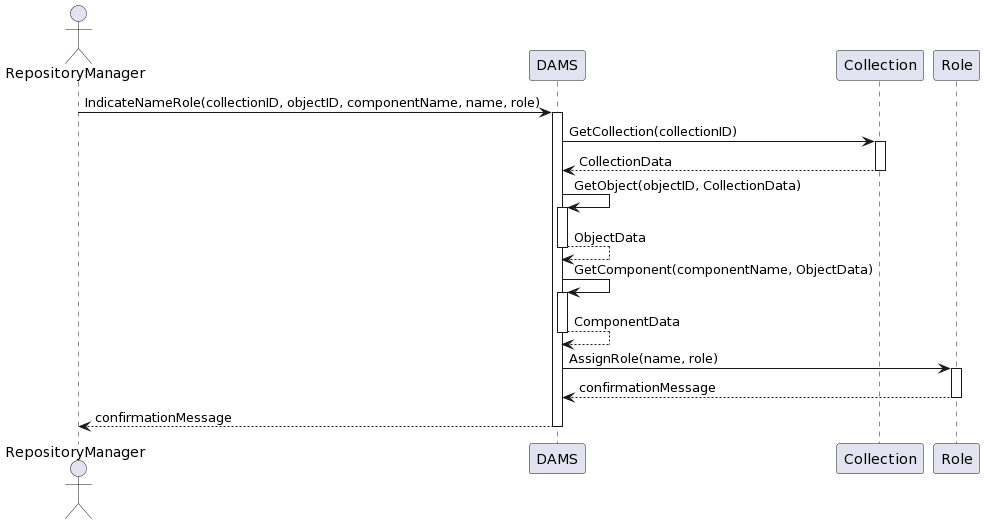 RepositoryManager
DAMS
Collection
Role
IndicateNameRole(collectionID, objectID, componentName, name, role)
GetCollection(collectionID)
CollectionData
GetObject(objectID, CollectionData)
ObjectData
GetComponent(componentName, ObjectData)
ComponentData
AssignRole(name, role)
confirmationMessage
confirmationMessage
RepositoryManager
DAMS
Collection
Role